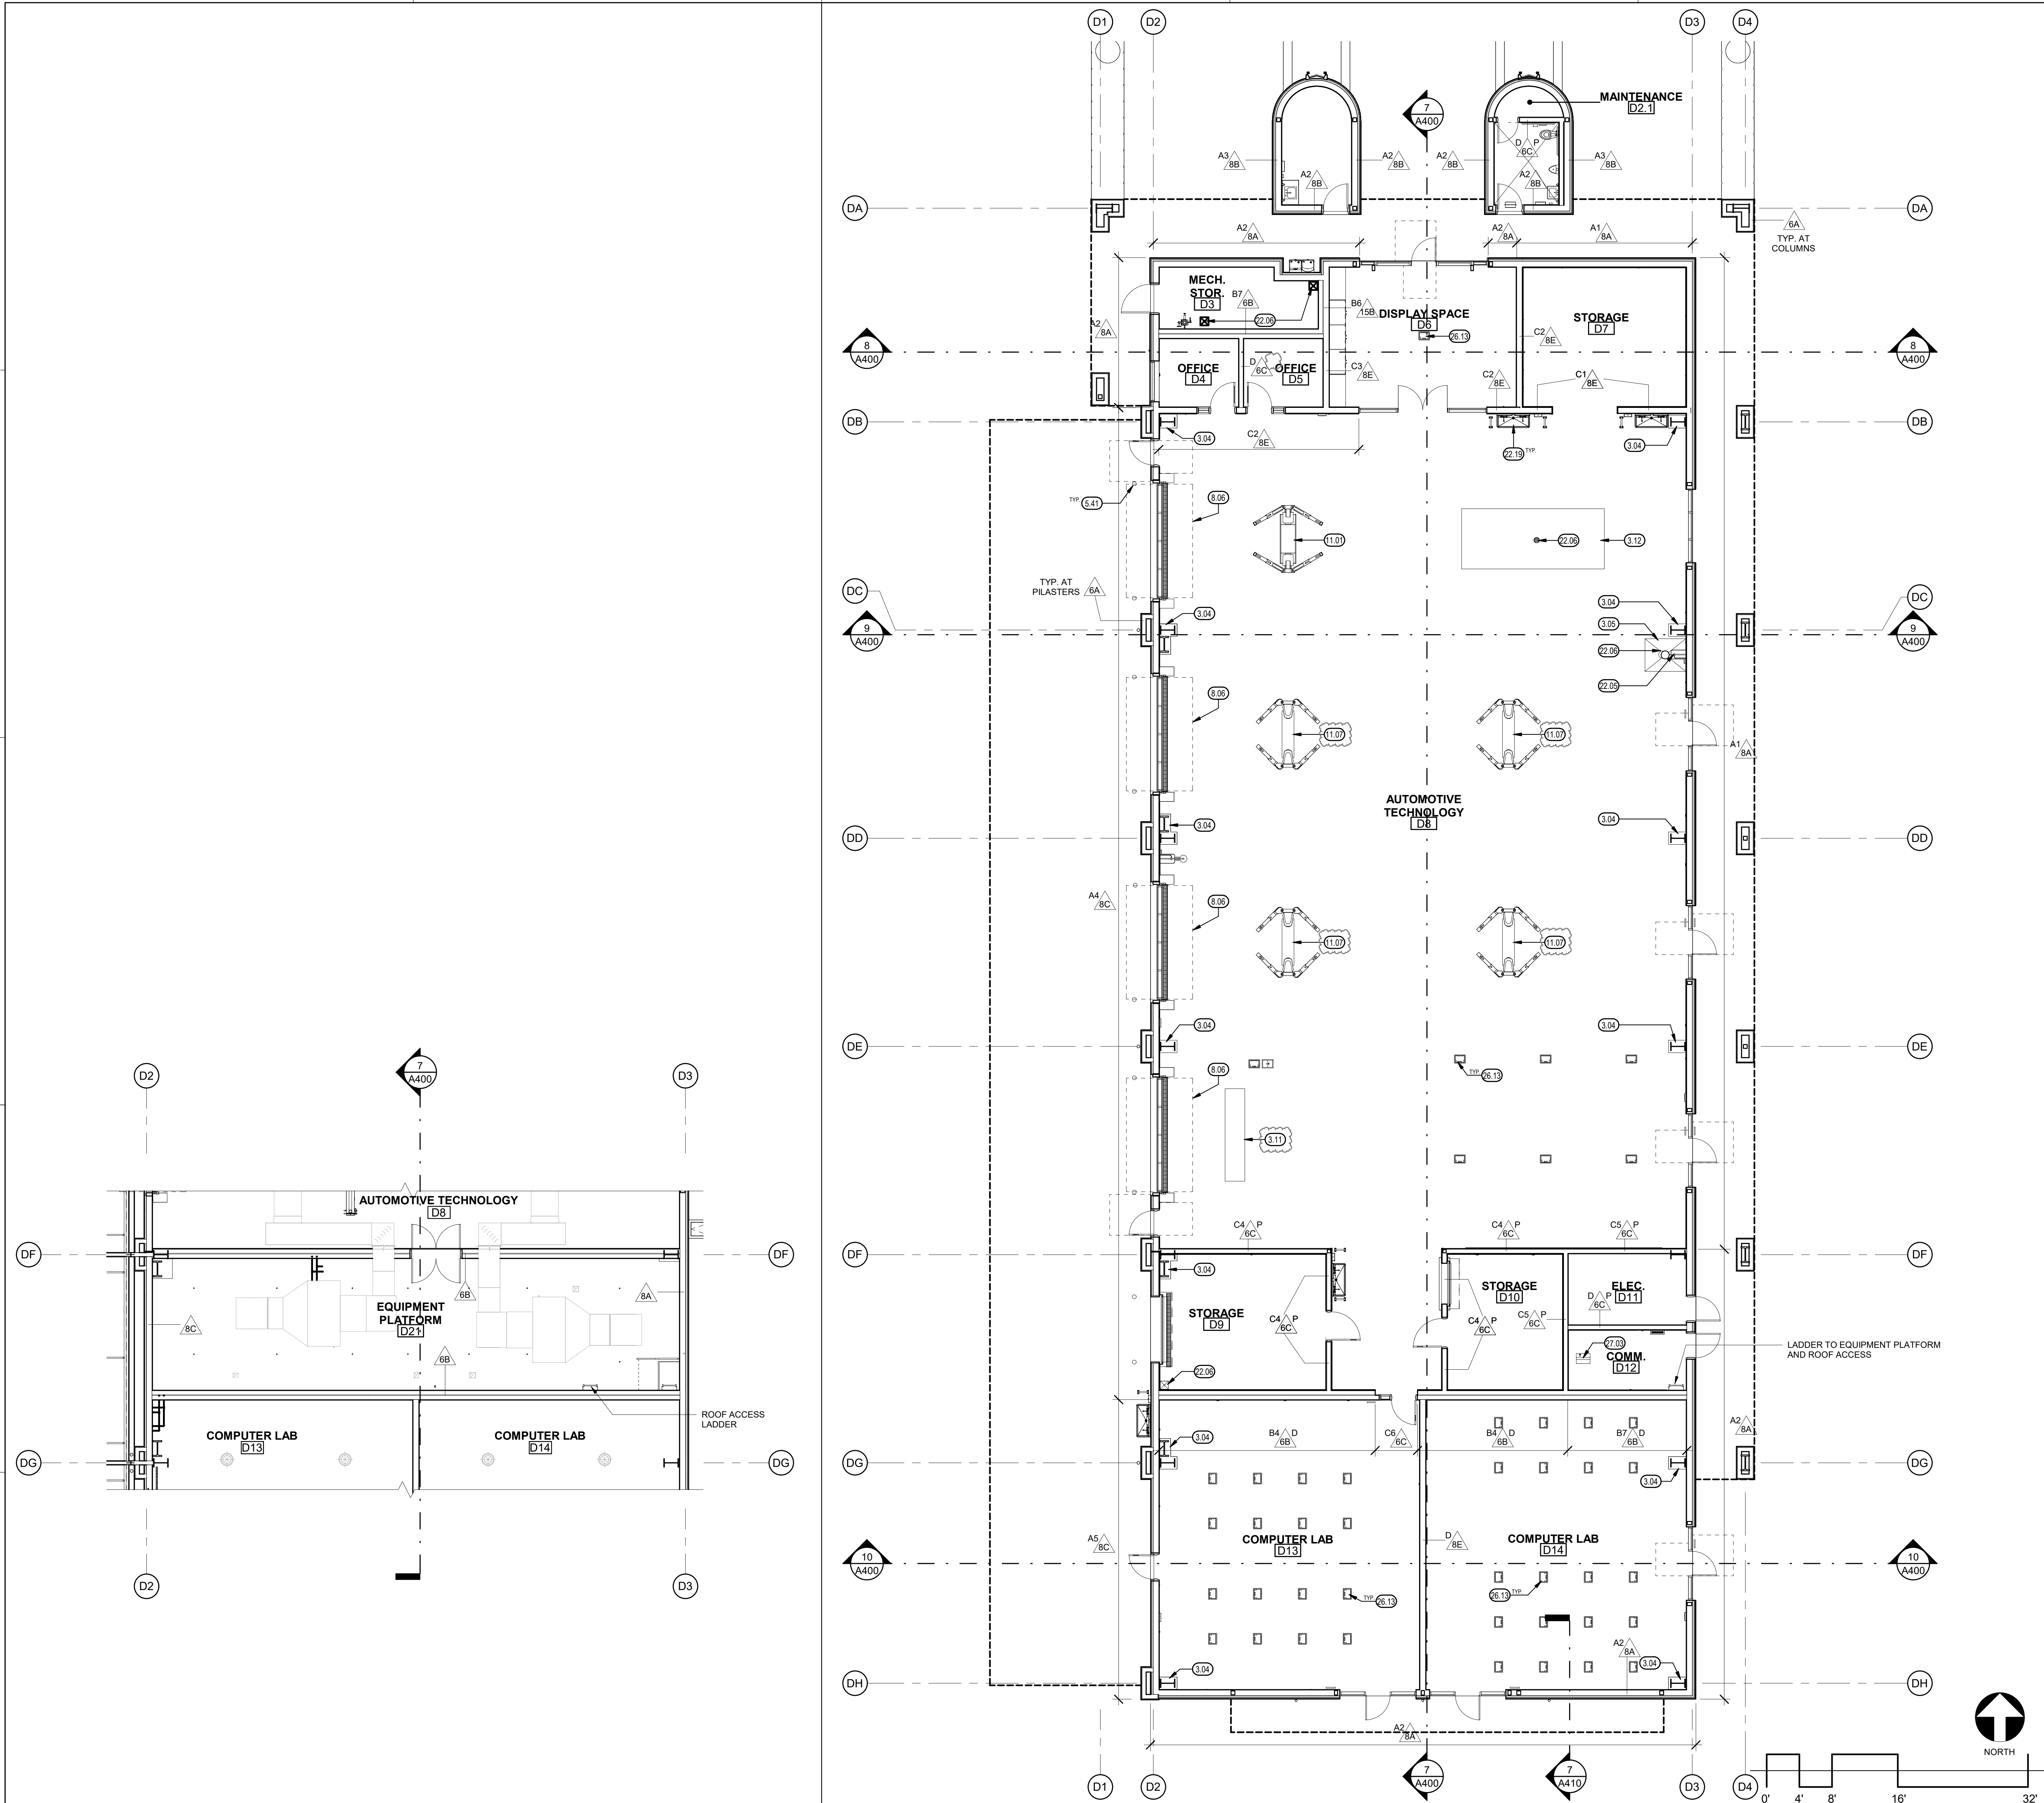 D1
D2
D3
D4
7
A400
MAINTENANCE
D2.1
A3
8B
A2
8B
A2
8B
A3
8B
D P
6C
A2
8B
A2
8B
DA
DA
6A
TYP. AT
COLUMNS
A2
8A
A2
8A
A1
8A
MECH.
STOR.
D3
B7
6B
22.06
B6
15B
DISPLAY SPACE
D6
26.13
STORAGE
D7
A2
8A
C2
8E
8
A400
8
A400
OFFICE
D4
D
6C
OFFICE
D5
C3
8E
C2
8E
C1
8E
DB
DB
3.04
C2
8E
22.19 TYP.
3.04
TYP. 5.41
8.06
11.01
22.06
3.12
TYP. AT
PILASTERS
6A
DC
DC
3.04
3.04
3.05
9
A400
9
A400
22.06
22.05
8.06
11.07
11.07
A1
8A
AUTOMOTIVE
TECHNOLOGY
D8
DD
DD
3.04
3.04
A4
8C
8.06
11.07
11.07
DE
DE
3.04
3.04
8.06
TYP. 26.13
3.11
C4 P
6C
C4 P
6C
C5 P
6C
DF
DF
3.04
STORAGE
D9
C4 P
6C
STORAGE
D10
C4 P
6C
C5 P
6C
ELEC.
D11
D P
6C
27.03
COMM.
D12
LADDER TO EQUIPMENT PLATFORM
AND ROOF ACCESS
22.06
A2
8A
B4 D
6B
C6
6C
B4 D
6B
B7 D
6B
3.04
DG
DG
3.04
A5
8C
COMPUTER LAB
D13
D
8E
COMPUTER LAB
D14
10
A400
10
A400
TYP. 26.13
26.13 TYP.
A2
8A
3.04
3.04
DH
DH
A2
8A
7
A400
7
A410
D1
D2
D3
D4
NORTH
0' 4' 8' 16' 32'
D2
7
A400
D3
AUTOMOTIVE TECHNOLOGY
D8
DF
DF
EQUIPMENT
PLATFORM
D21
6B
8A
8C
6B
ROOF ACCESS
LADDER
COMPUTER LAB
D13
COMPUTER LAB
D14
DG
DG
D2
D3